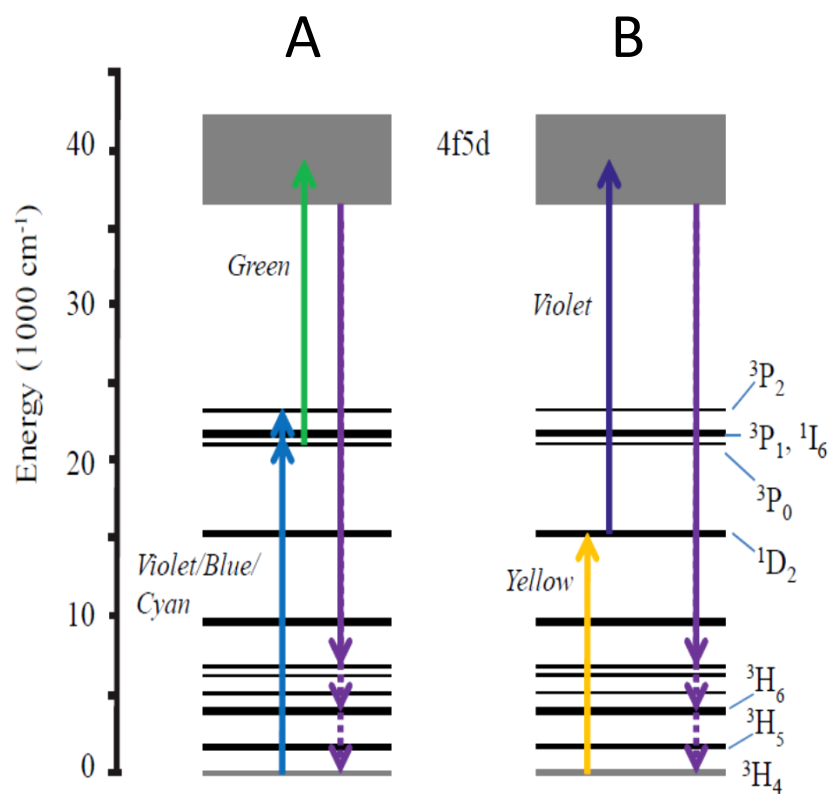 A
B
40
4f5d
Green
30
Violet
Energy (1000 cm⁻¹)
³P₂
³P₁, ¹I₆
20
³P₀
¹D₂
Violet/Blue/
Cyan
Yellow
10
³H₆
³H₅
0
³H₄